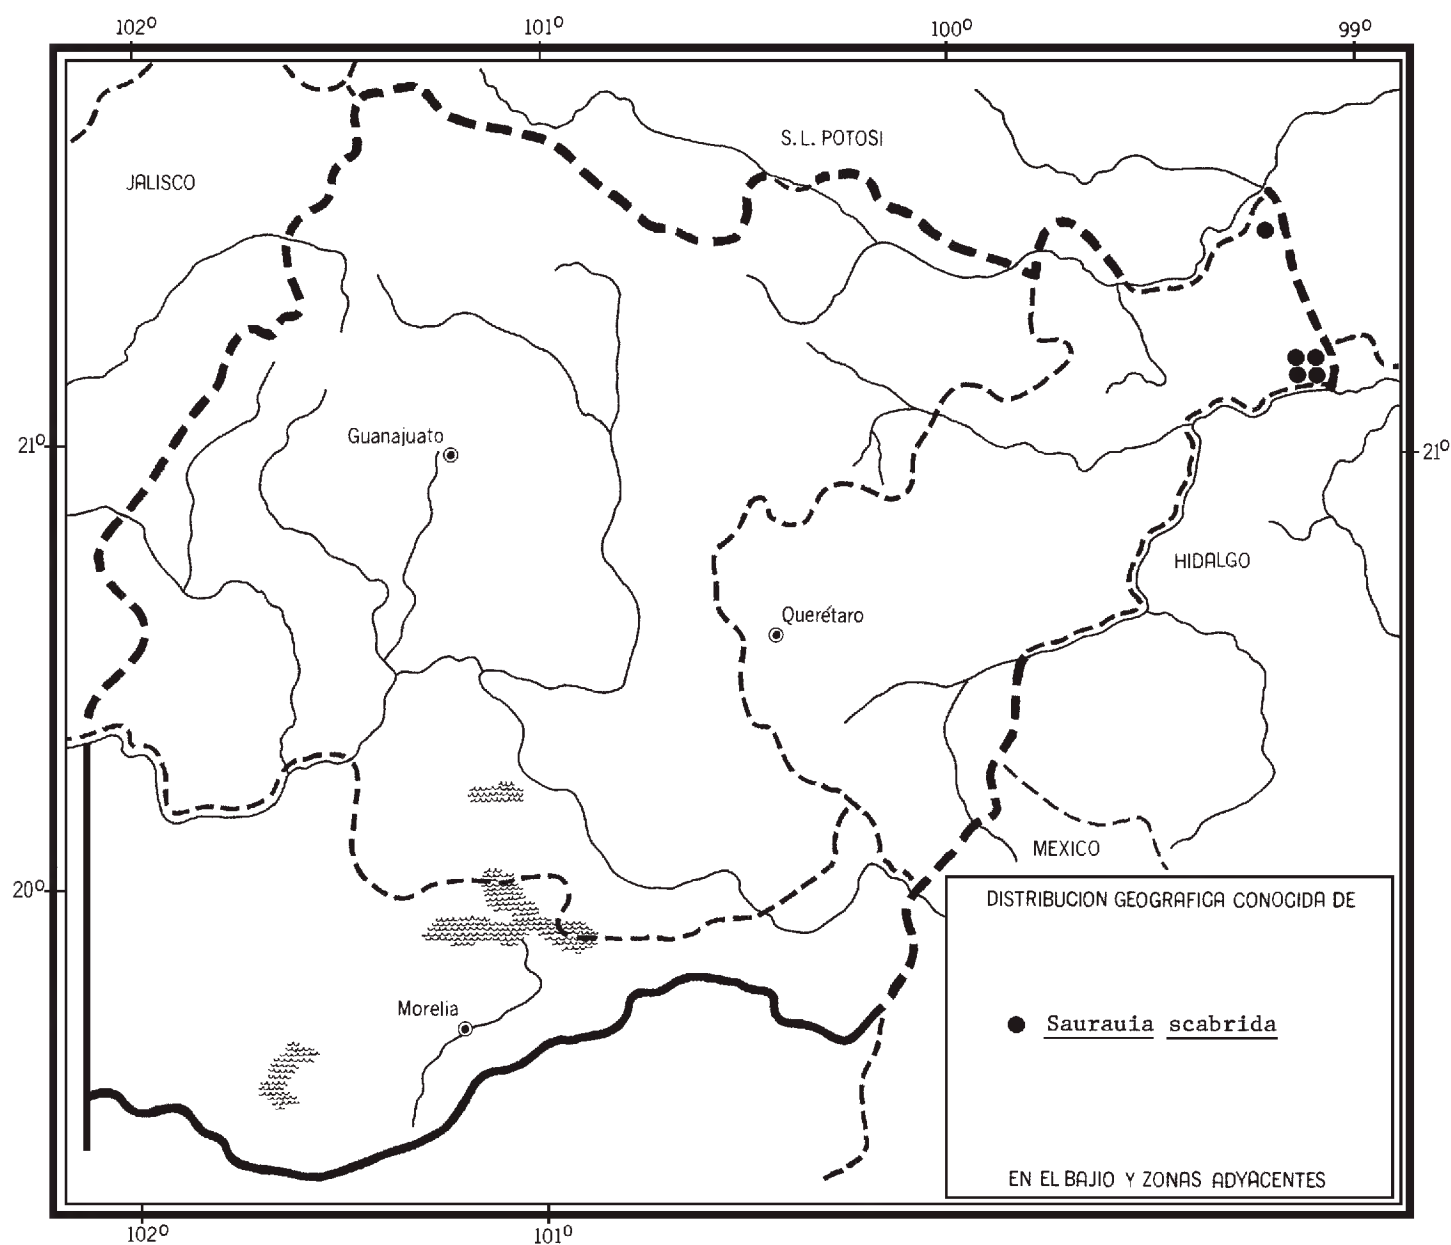 102° 101° 100° 99°
S.L. POTOSI
JALISCO
Guanajuato
21° 21°
HIDALGO
Querétaro
MEXICO
20°
DISTRIBUCION GEOGRAFICA CONOCIDA DE
Morelia
Saurauia scabrida
EN EL BAJIO Y ZONAS ADYACENTES
102° 101°